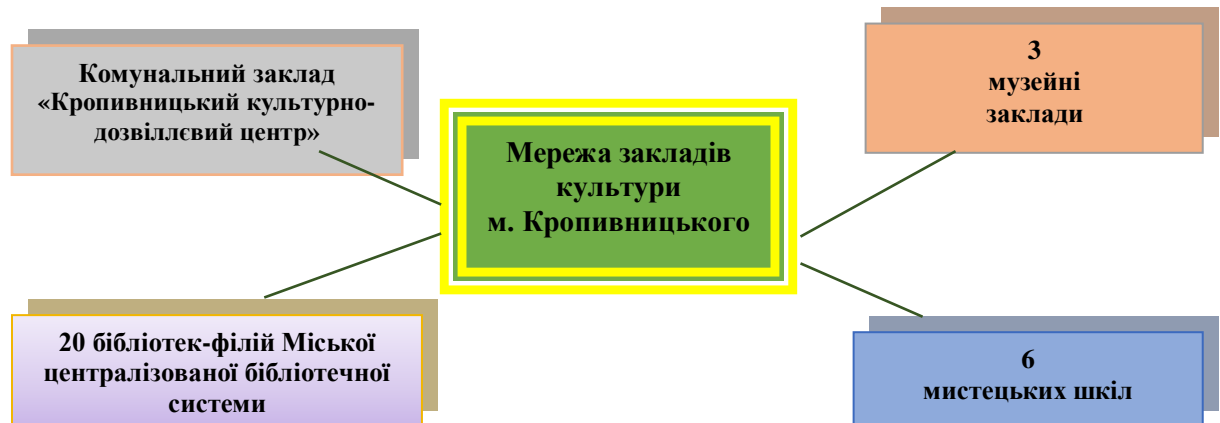 Комунальний заклад
«Кропивницький культурно-
дозвіллєвий центр»
3
музейні
заклади
Мережа закладів
культури
м. Кропивницького
20 бібліотек-філій Міської
централізованої бібліотечної
системи
6
мистецьких шкіл